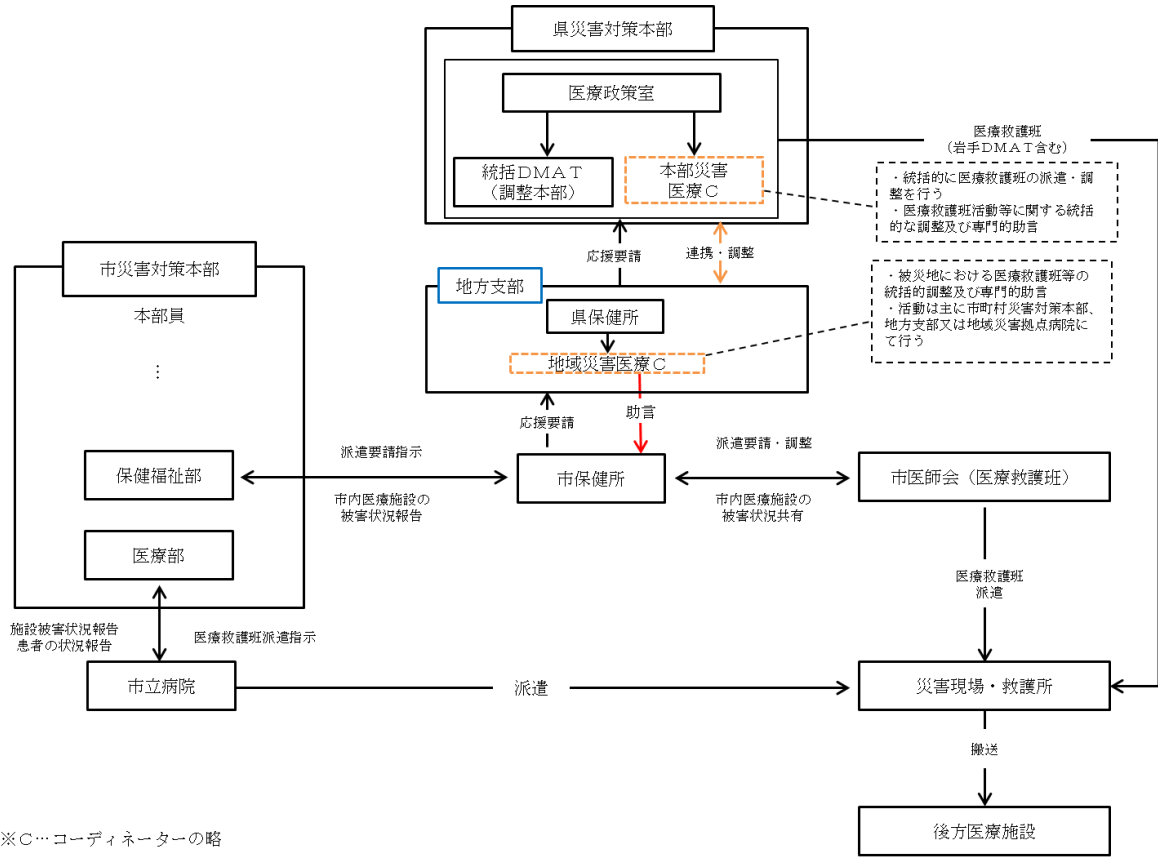 県災害対策本部
医療政策室
統括ＤＭＡＴ
（調整本部）
本部災害
医療Ｃ
医療救護班
（岩手ＤＭＡＴ含む）
・統括的に医療救護班の派遣・調
整を行う
・医療救護班活動等に関する統括
的な調整及び専門的助言
応援要請
連携・調整
市災害対策本部
本部員
…
地方支部
県保健所
地域災害医療Ｃ
・被災地における医療救護班等の
統括的調整及び専門的助言
・活動は主に市町村災害対策本部、
地方支部又は地域災害拠点病院に
て行う
応援要請
助言
保健福祉部
派遣要請指示
市内医療施設の
被害状況報告
市保健所
派遣要請・調整
市内医療施設の
被害状況共有
市医師会（医療救護班）
医療部
医療救護班
派遣
施設被害状況報告
患者の状況報告
医療救護班派遣指示
市立病院
派遣
災害現場・救護所
搬送
後方医療施設
※Ｃ…コーディネーターの略